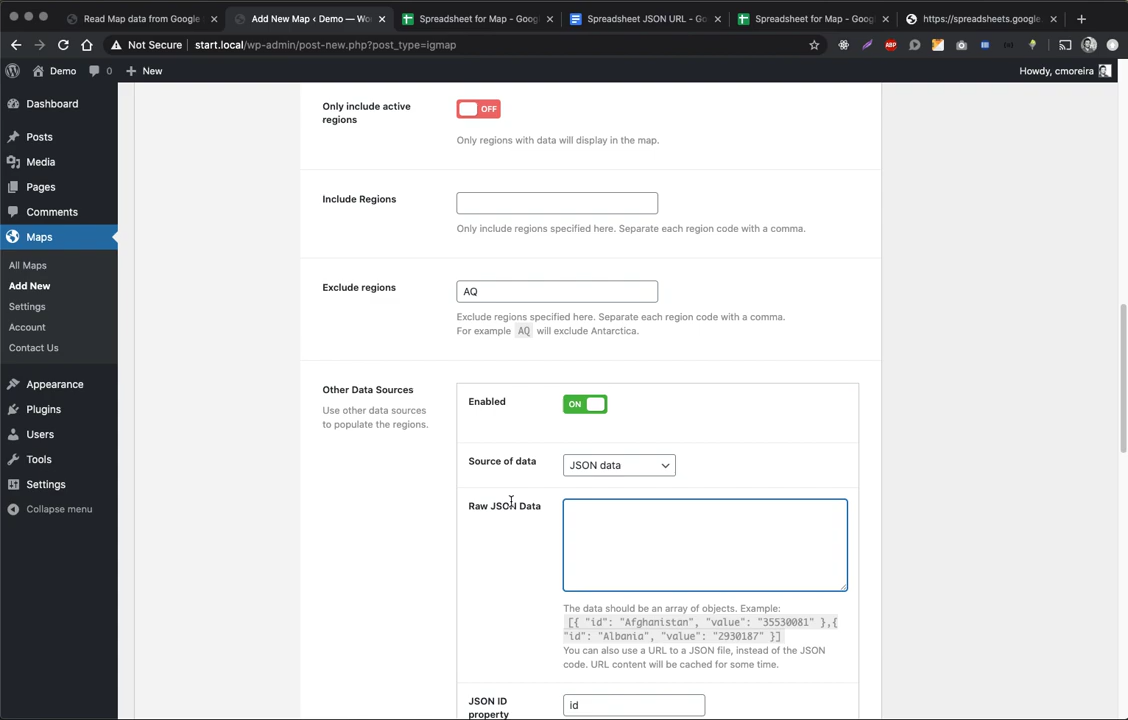 Read Map data from Google
Add New Map ‹ Demo — Wo
Spreadsheet for Map - Goog
Spreadsheet JSON URL - Go
Spreadsheet for Map - Goog
https://spreadsheets.google.
Not Secure
start.local/wp-admin/post-new.php?post_type=igmap
ABP
Demo
0
New
Howdy, cmoreira
Dashboard
Posts
Media
Pages
Comments
Maps
All Maps
Add New
Settings
Account
Contact Us
Appearance
Plugins
Users
Tools
Settings
Collapse menu
Only include active
regions
OFF
Only regions with data will display in the map.
Include Regions
Only include regions specified here. Separate each region code with a comma.
Exclude regions
AQ
Exclude regions specified here. Separate each region code with a comma.
For example AQ will exclude Antarctica.
Other Data Sources
Use other data sources
to populate the regions.
Enabled
ON
Source of data
JSON data
Raw JSON Data
The data should be an array of objects. Example:
[{ "id": "Afghanistan", "value": "35530081" },{
"id": "Albania", "value": "2930187" }]
You can also use a URL to a JSON file, instead of the JSON
code. URL content will be cached for some time.
JSON ID
property
id